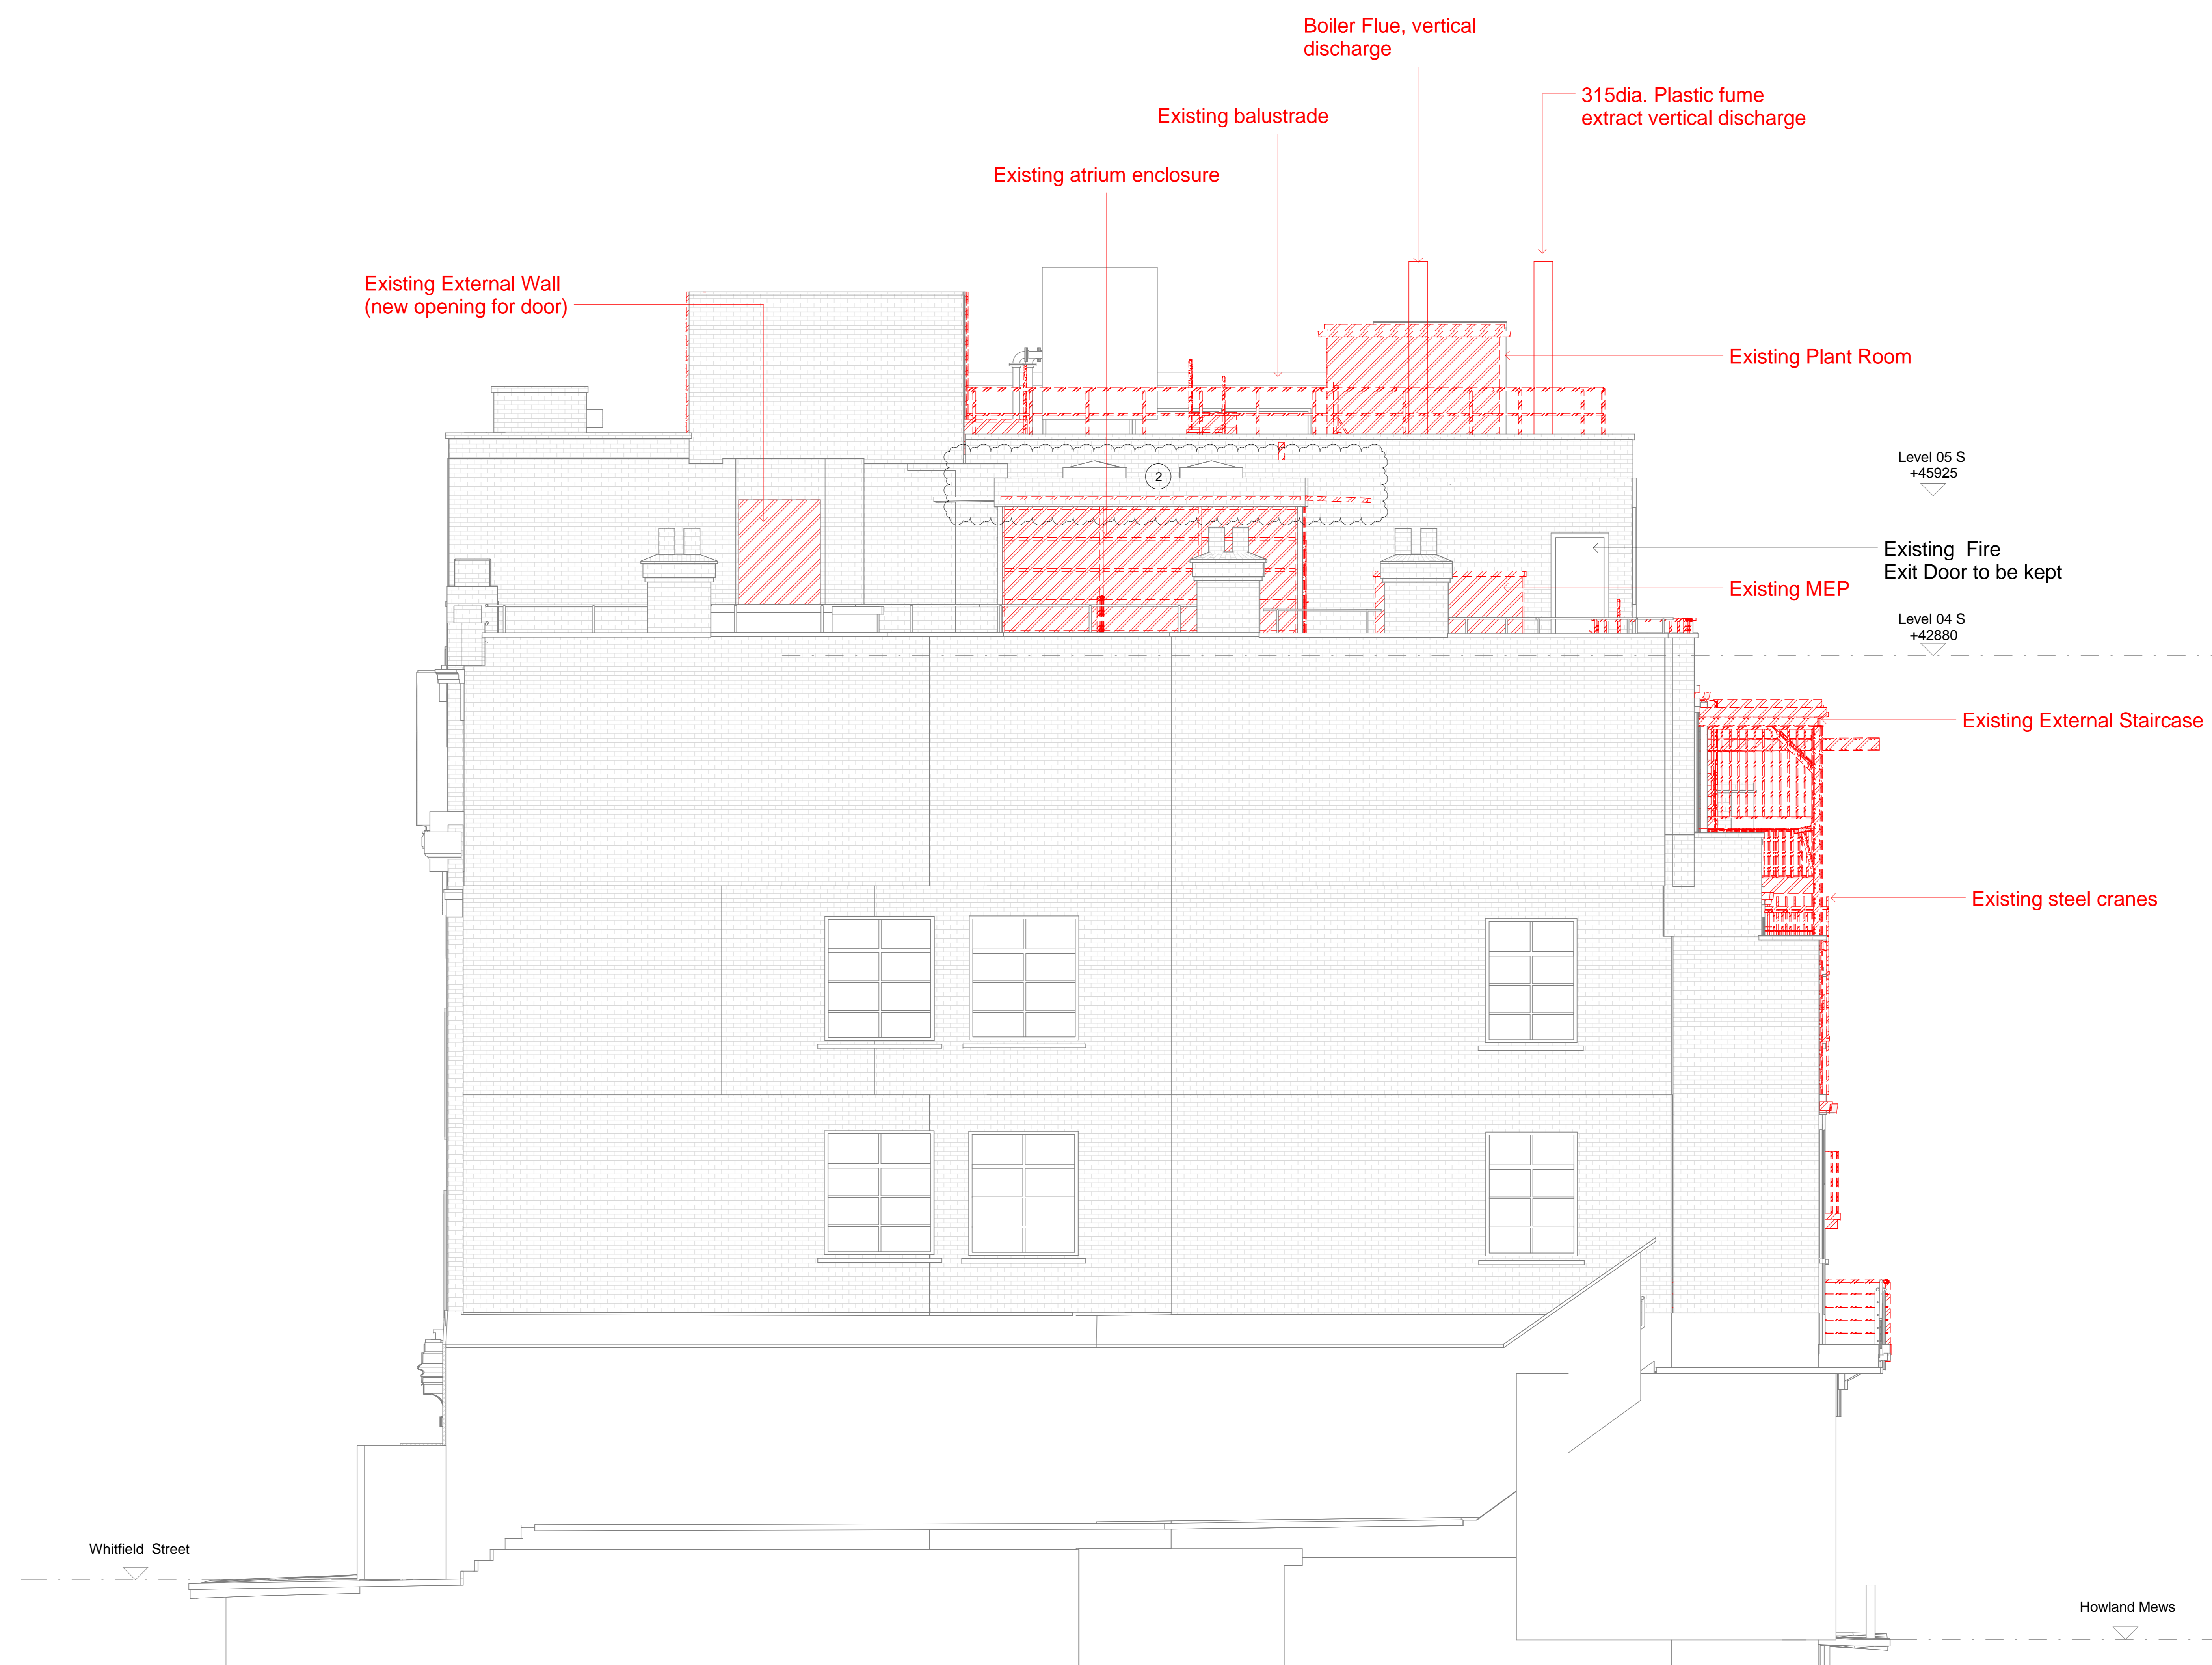 Boiler Flue, vertical
discharge
315dia. Plastic fume
extract vertical discharge
Existing balustrade
Existing atrium enclosure
Existing External Wall
(new opening for door)
Existing Plant Room
Level 05 S
+45925
2
Existing Fire
Exit Door to be kept
Existing MEP
Level 04 S
+42880
Existing External Staircase
Existing steel cranes
Whitfield Street
Howland Mews